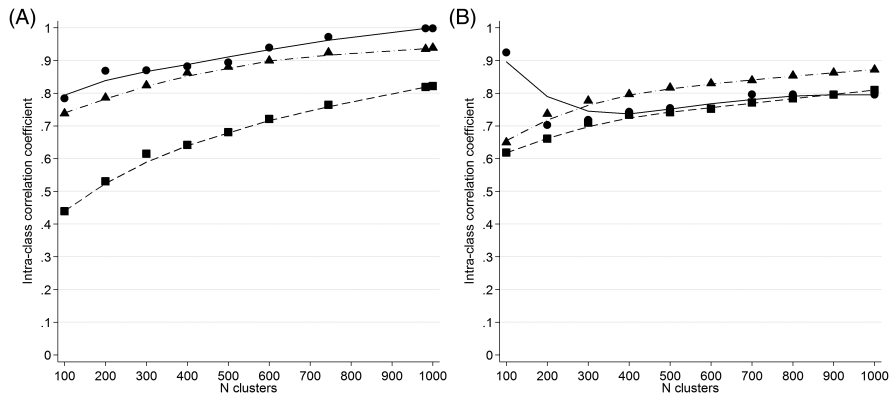 (A)
Intra-class correlation coefficient
1
.9
.8
.7
.6
.5
.4
.3
.2
.1
0
100 200 300 400 500 600 700 800 900 1000
N clusters
(B)
Intra-class correlation coefficient
1
.9
.8
.7
.6
.5
.4
.3
.2
.1
0
100 200 300 400 500 600 700 800 900 1000
N clusters